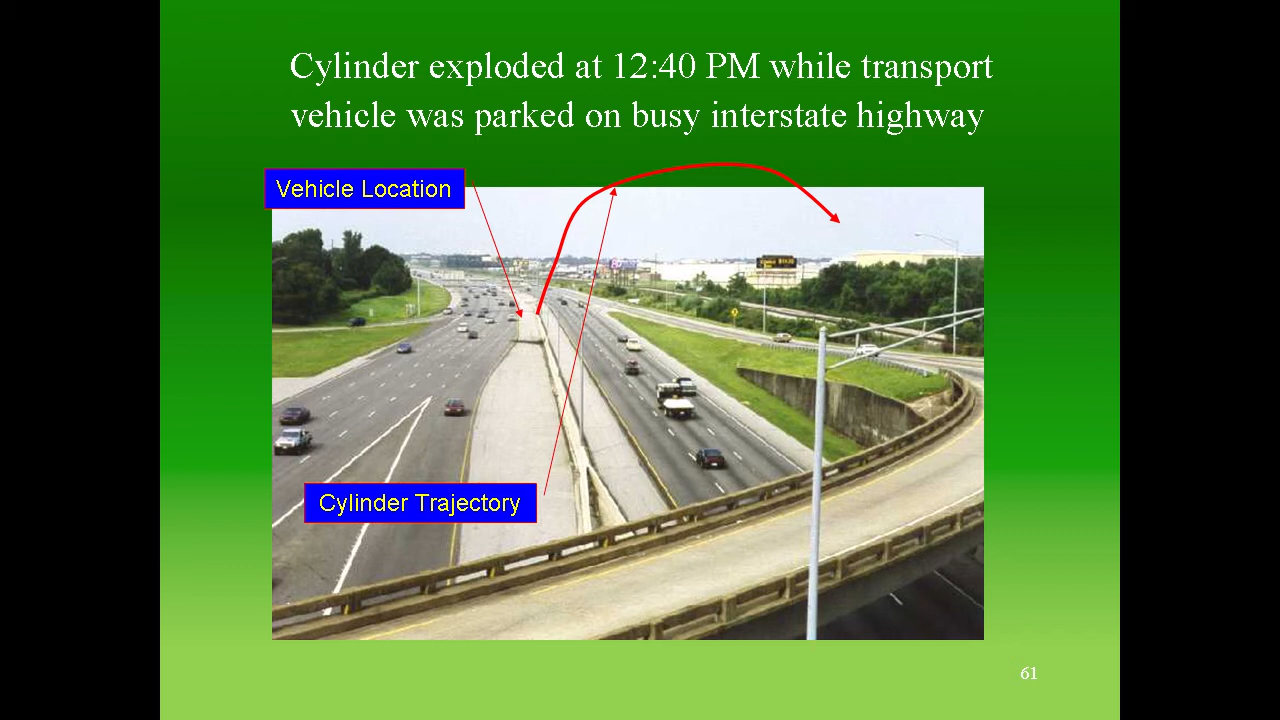 Cylinder exploded at 12:40 PM while transport
vehicle was parked on busy interstate highway
Vehicle Location
Cylinder Trajectory
61